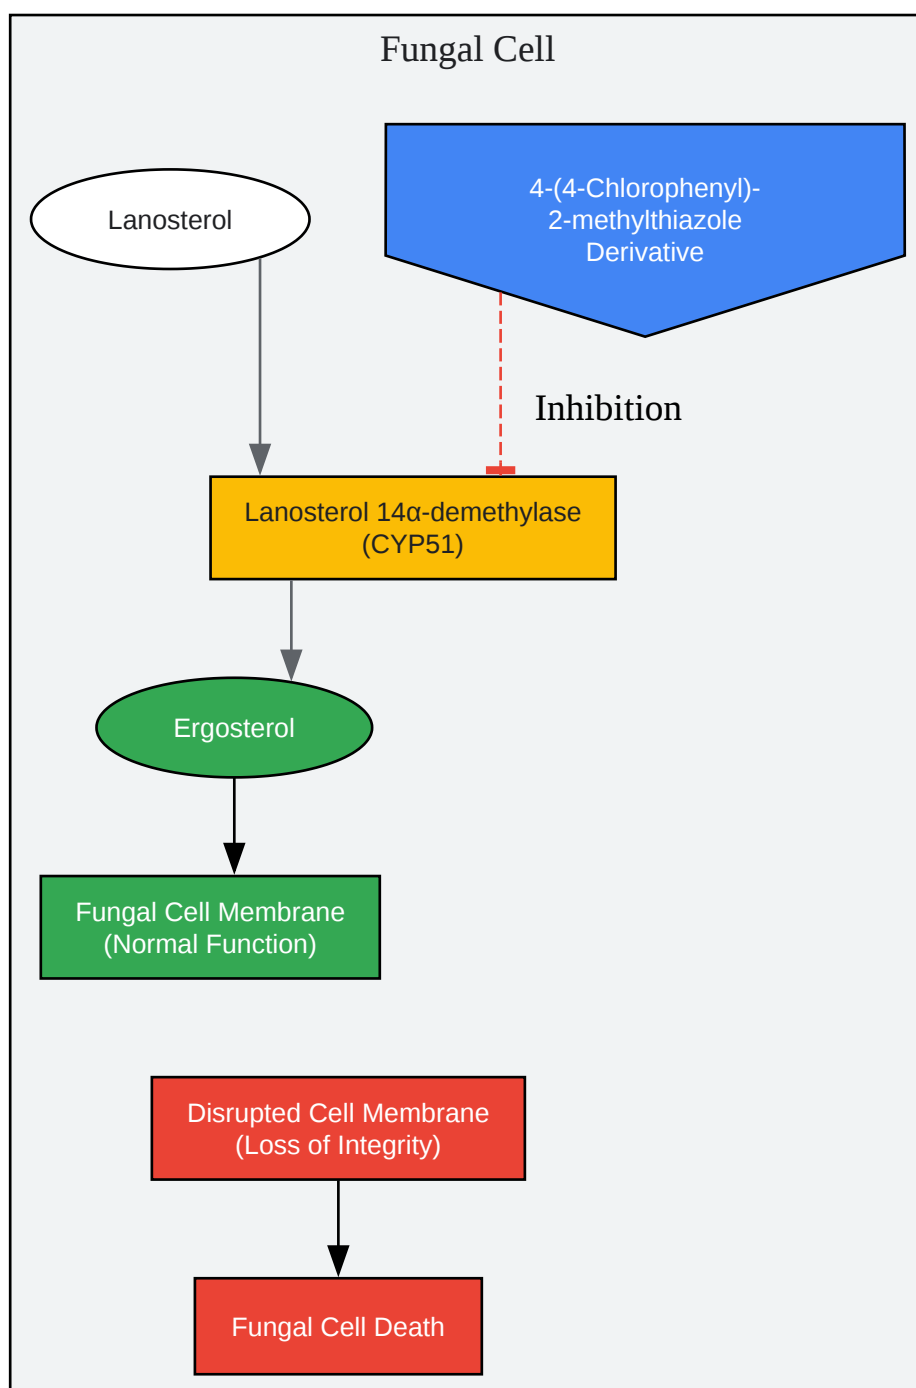 Fungal Cell
Lanosterol
4-(4-Chlorophenyl)-
2-methylthiazole
Derivative
Inhibition
Lanosterol 14α-demethylase
(CYP51)
Ergosterol
Fungal Cell Membrane
(Normal Function)
Disrupted Cell Membrane
(Loss of Integrity)
Fungal Cell Death